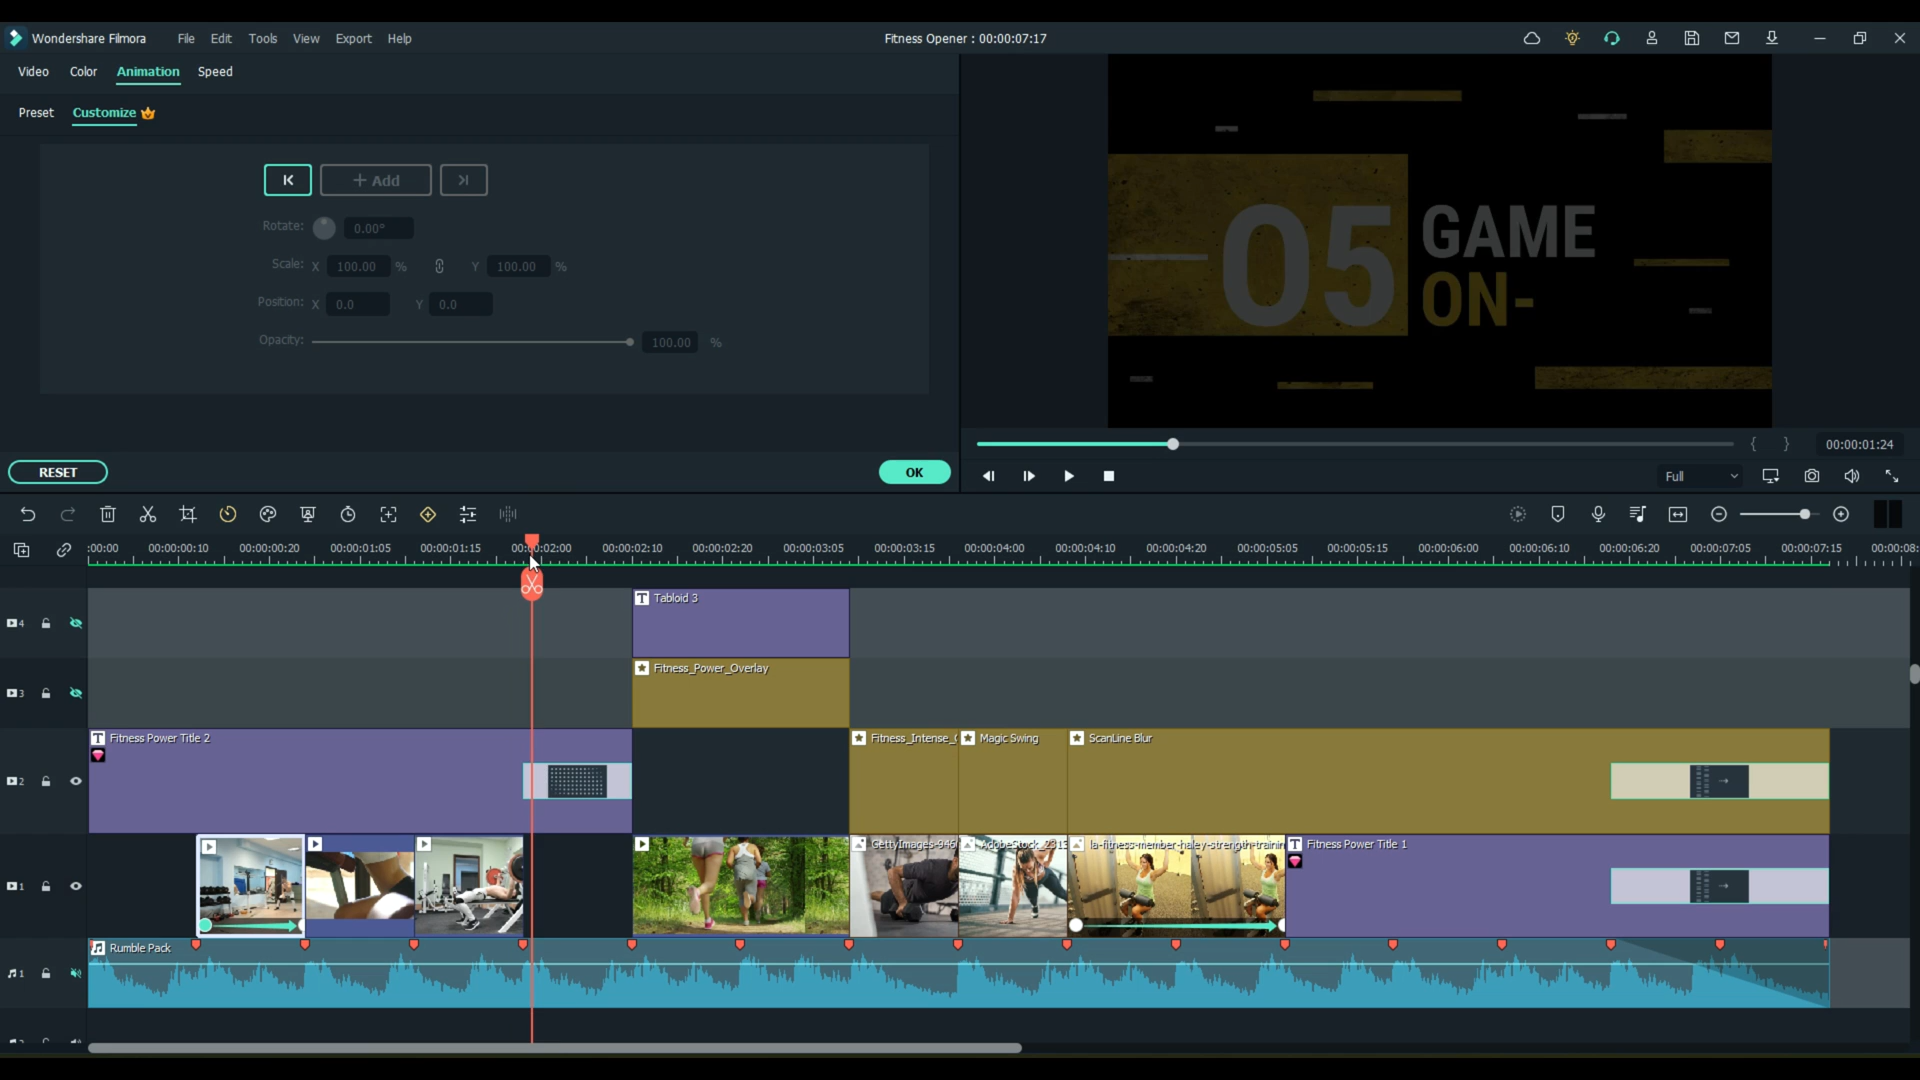 Wondershare Filmora File Edit Tools View Export Help Fitness Opener : 00:00:07:17
Video Color Animation Speed
Preset Customize
+ Add
Rotate: 0.00°
Scale: X 100.00 % Y 100.00 %
Position: X 0.0 Y 0.0
Opacity: 100.00 %
RESET OK
05 GAME
ON-
00:00:01:24
Full
:00:00 00:00:00:10 00:00:00:20 00:00:01:05 00:00:01:15 00:00:02:00 00:00:02:10 00:00:02:20 00:00:03:05 00:00:03:15 00:00:04:00 00:00:04:10 00:00:04:20 00:00:05:05 00:00:05:15 00:00:06:00 00:00:06:10 00:00:06:20 00:00:07:05 00:00:07:15 00:00:08:
4 T Tabloid 3
3 Fitness_Power_Overlay
2 T Fitness Power Title 2 Fitness_Intense_ Magic Swing ScanLine Blur
1 GettyImages-946 AdobeStock_2313 la-fitness-member-haley-strength-trainin T Fitness Power Title 1
1 Rumble Pack